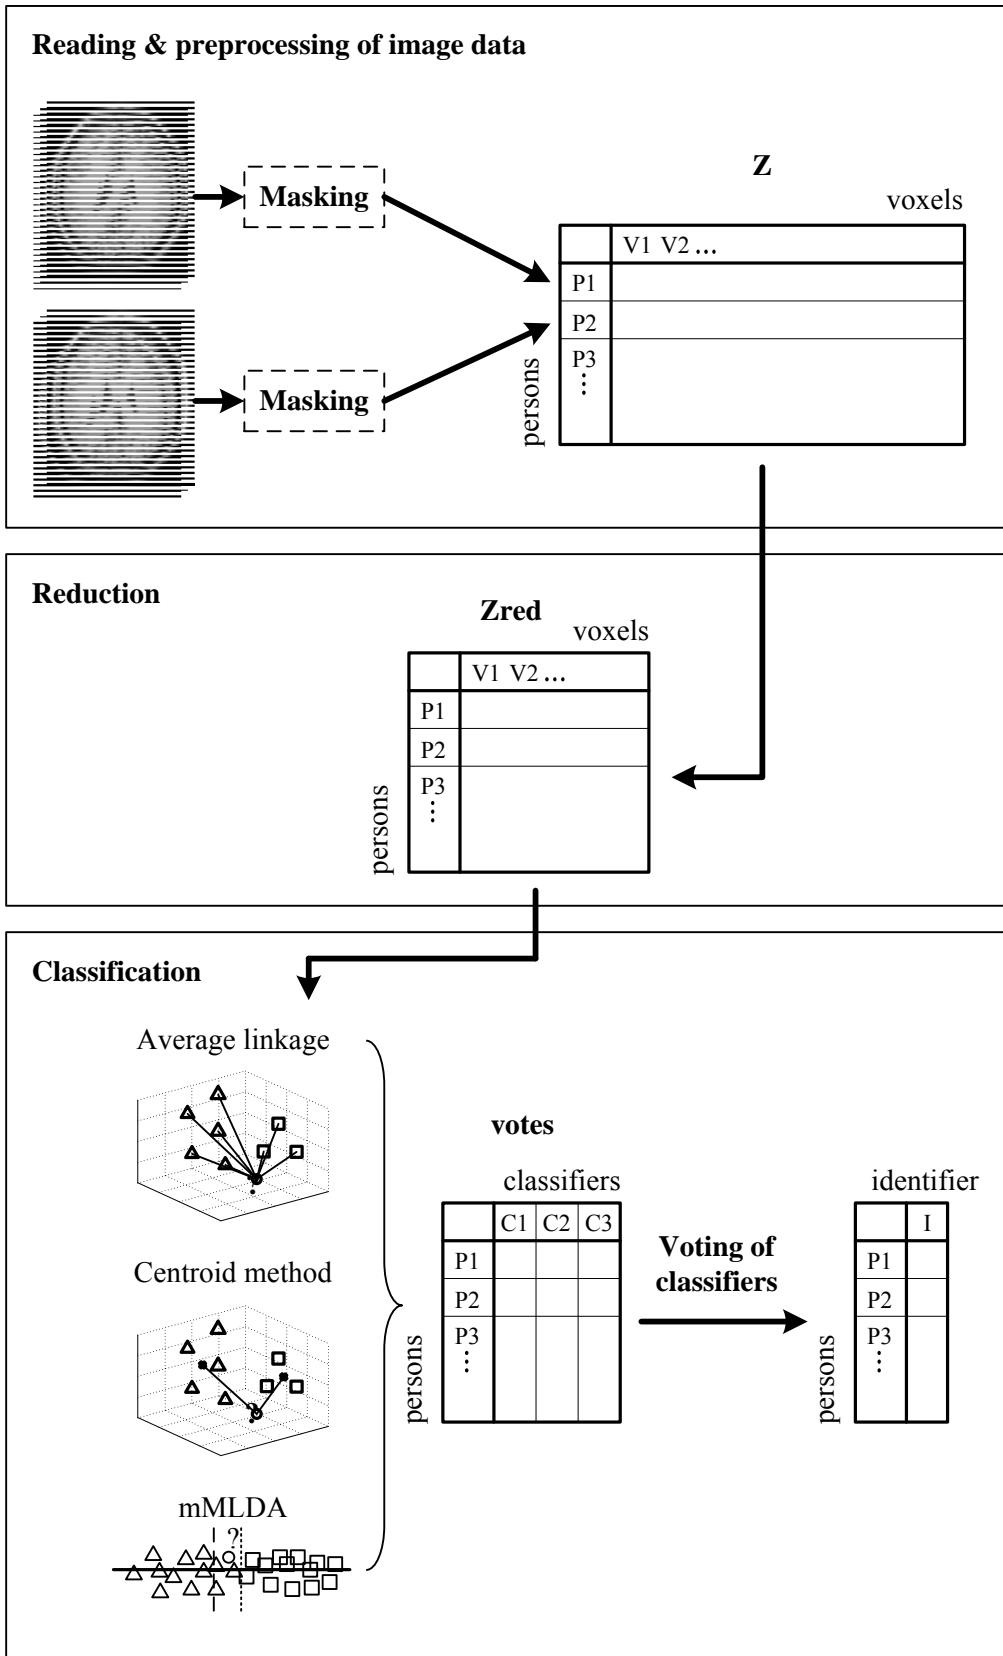 Reading & preprocessing of image data
Masking
Masking
Z
voxels
V1 V2 ...
P1
P2
P3
...
persons
Reduction
Zred
voxels
V1 V2 ...
P1
P2
P3
...
persons
Classification
Average linkage
?
Centroid method
?
mMLDA
?
votes
classifiers
C1 C2 C3
P1
P2
P3
...
persons
Voting of
classifiers
identifier
I
P1
P2
P3
...
persons